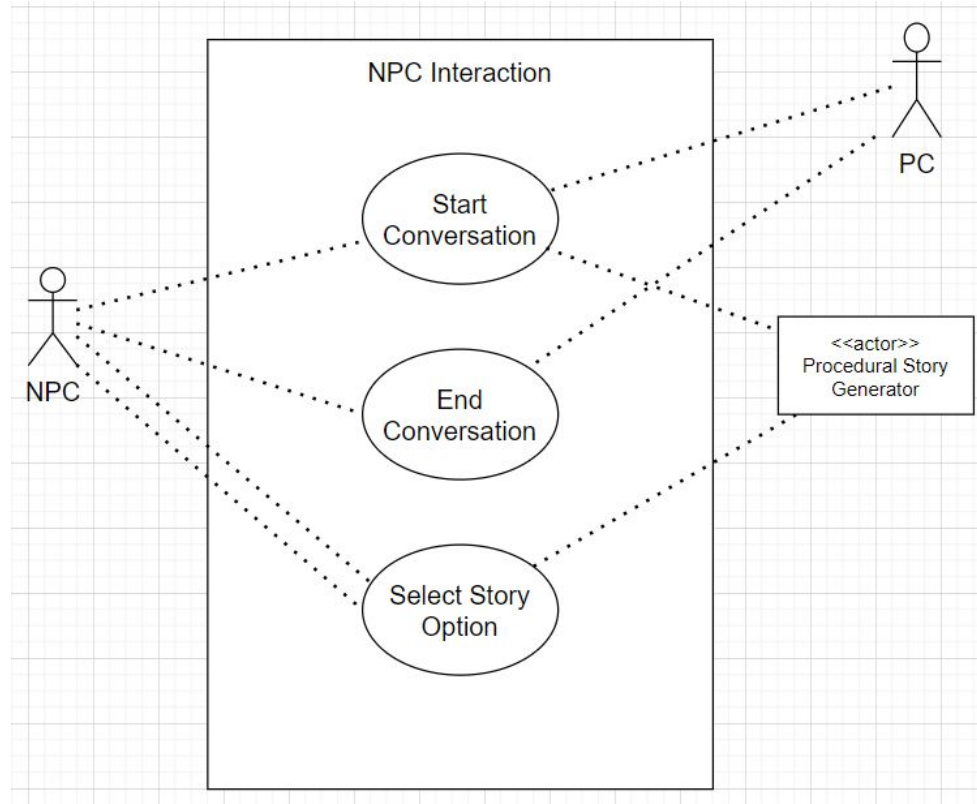 NPC Interaction
PC
Start
Conversation
<<actor>>
Procedural Story
Generator
NPC
End
Conversation
Select Story
Option